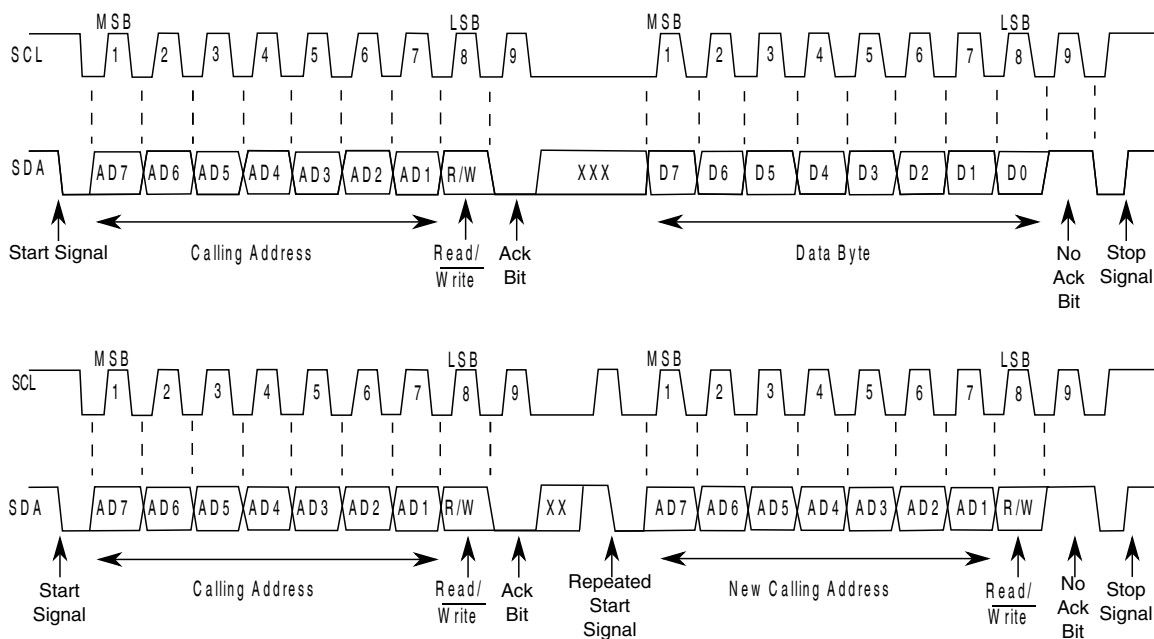 MSB LSB MSB LSB
SCL 1 2 3 4 5 6 7 8 9 1 2 3 4 5 6 7 8 9
SDA AD7 AD6 AD5 AD4 AD3 AD2 AD1 R/W XXX D7 D6 D5 D4 D3 D2 D1 D0
Start Signal Calling Address Read/ Ack Data Byte No Stop
Write Bit Ack Signal
Bit
MSB LSB MSB LSB
SCL 1 2 3 4 5 6 7 8 9 1 2 3 4 5 6 7 8 9
SDA AD7 AD6 AD5 AD4 AD3 AD2 AD1 R/W XX AD7 AD6 AD5 AD4 AD3 AD2 AD1 R/W
Start Calling Address Read/ Ack Repeated New Calling Address Read/ No Stop
Signal Write Bit Start Write Ack Signal
Signal Bit